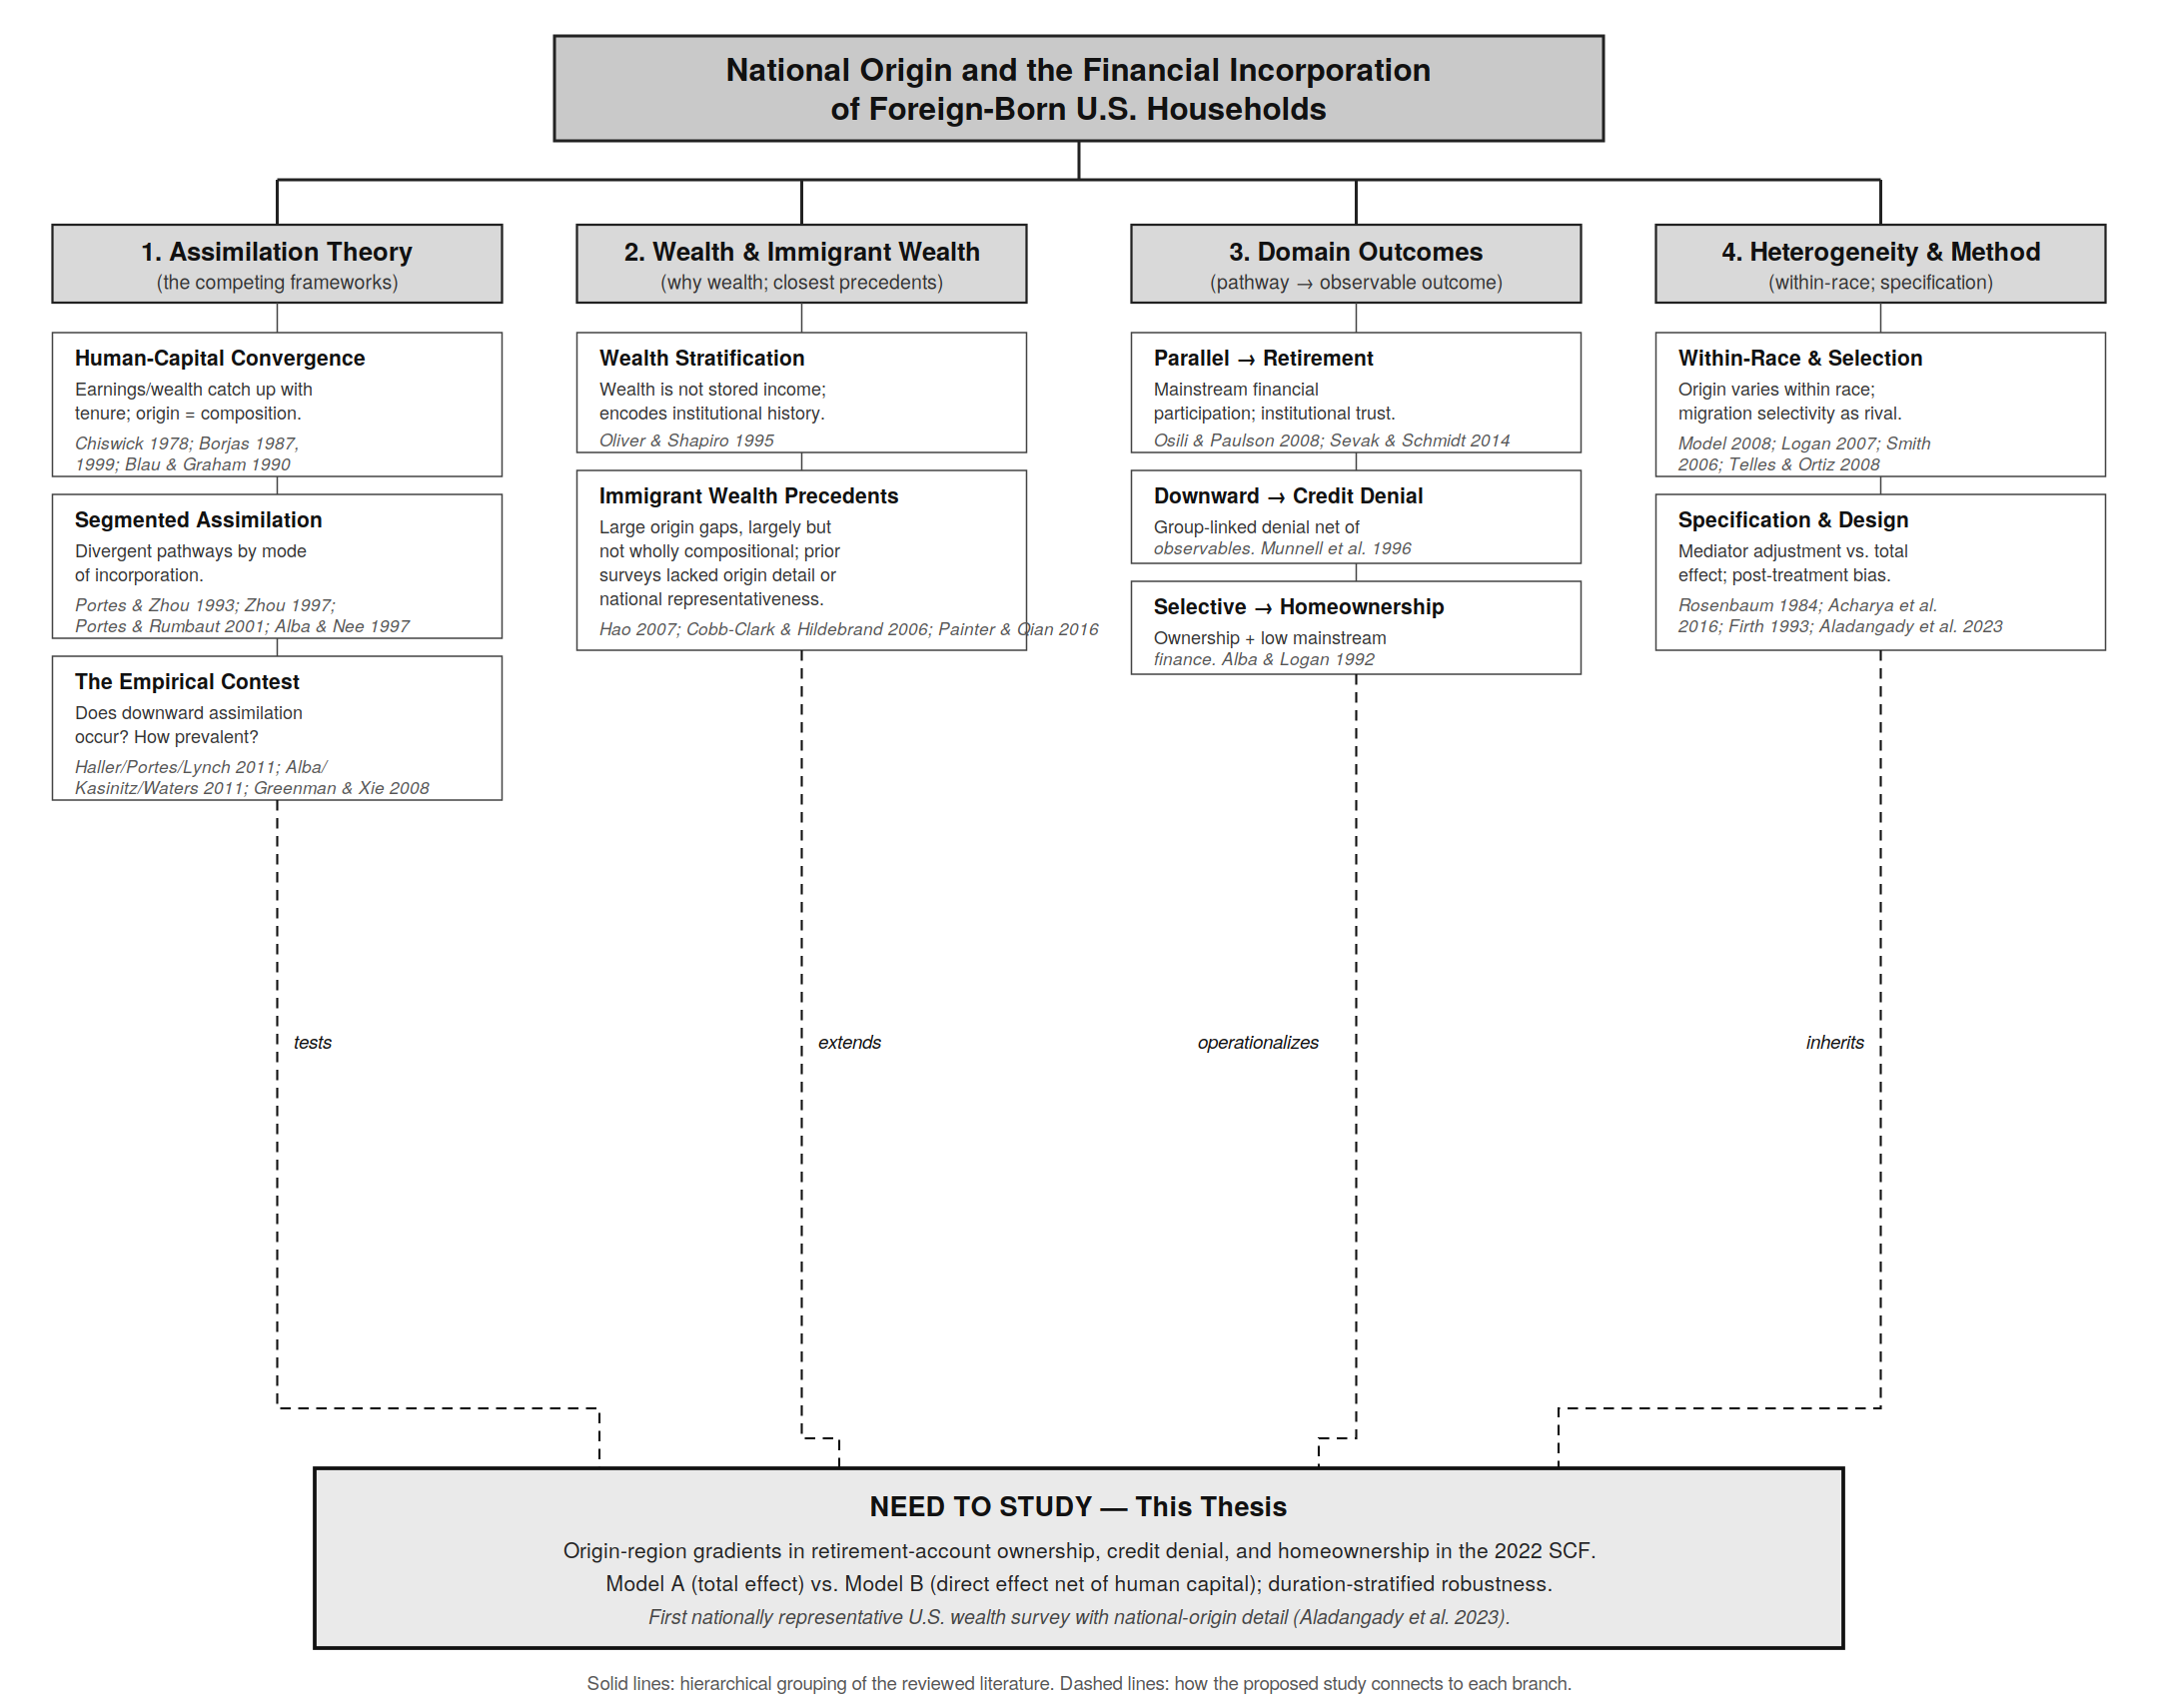 National Origin and the Financial Incorporation
of Foreign-Born U.S. Households
1. Assimilation Theory
(the competing frameworks)
Human-Capital Convergence
Earnings/wealth catch up with
tenure; origin = composition.
Chiswick 1978; Borjas 1987,
1999; Blau & Graham 1990
Segmented Assimilation
Divergent pathways by mode
of incorporation.
Portes & Zhou 1993; Zhou 1997;
Portes & Rumbaut 2001; Alba & Nee 1997
The Empirical Contest
Does downward assimilation
occur? How prevalent?
Haller/Portes/Lynch 2011; Alba/
Kasinitz/Waters 2011; Greenman & Xie 2008
tests
2. Wealth & Immigrant Wealth
(why wealth; closest precedents)
Wealth Stratification
Wealth is not stored income;
encodes institutional history.
Oliver & Shapiro 1995
Immigrant Wealth Precedents
Large origin gaps, largely but
not wholly compositional; prior
surveys lacked origin detail or
national representativeness.
Hao 2007; Cobb-Clark & Hildebrand 2006; Painter & Qian 2016
extends
3. Domain Outcomes
(pathway → observable outcome)
Parallel → Retirement
Mainstream financial
participation; institutional trust.
Osili & Paulson 2008; Sevak & Schmidt 2014
Downward → Credit Denial
Group-linked denial net of
observables. Munnell et al. 1996
Selective → Homeownership
Ownership + low mainstream
finance. Alba & Logan 1992
operationalizes
4. Heterogeneity & Method
(within-race; specification)
Within-Race & Selection
Origin varies within race;
migration selectivity as rival.
Model 2008; Logan 2007; Smith
2006; Telles & Ortiz 2008
Specification & Design
Mediator adjustment vs. total
effect; post-treatment bias.
Rosenbaum 1984; Acharya et al.
2016; Firth 1993; Aladangady et al. 2023
inherits
NEED TO STUDY — This Thesis
Origin-region gradients in retirement-account ownership, credit denial, and homeownership in the 2022 SCF.
Model A (total effect) vs. Model B (direct effect net of human capital); duration-stratified robustness.
First nationally representative U.S. wealth survey with national-origin detail (Aladangady et al. 2023).
Solid lines: hierarchical grouping of the reviewed literature. Dashed lines: how the proposed study connects to each branch.